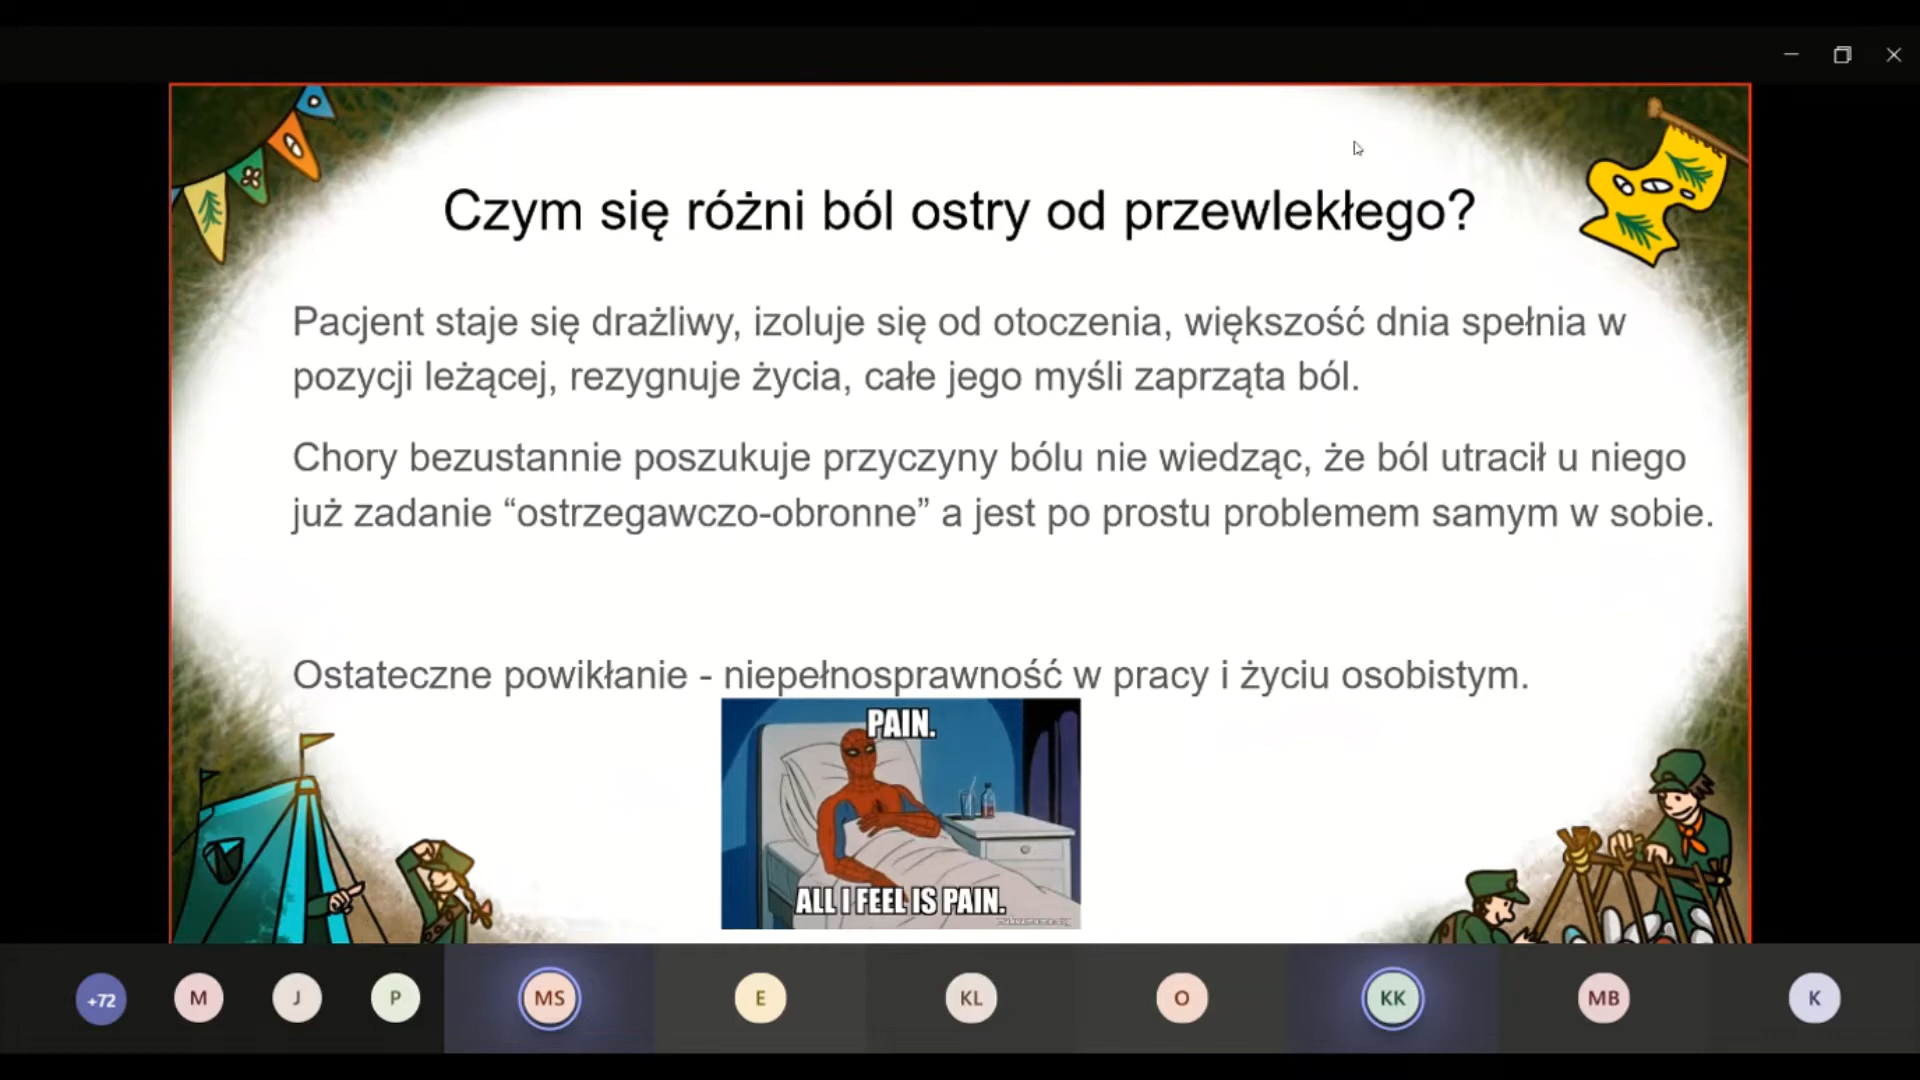 Czym się różni ból ostry od przewlekłego?
Pacjent staje się drażliwy, izoluje się od otoczenia, większość dnia spełnia w
pozycji leżącej, rezygnuje życia, całe jego myśli zaprząta ból.
Chory bezustannie poszukuje przyczyny bólu nie wiedząc, że ból utracił u niego
już zadanie “ostrzegawczo-obronne” a jest po prostu problemem samym w sobie.
Ostateczne powikłanie - niepełnosprawność w pracy i życiu osobistym.
PAIN.
ALL I FEEL IS PAIN.
+72
M
J
P
MS
E
KL
O
KK
MB
K